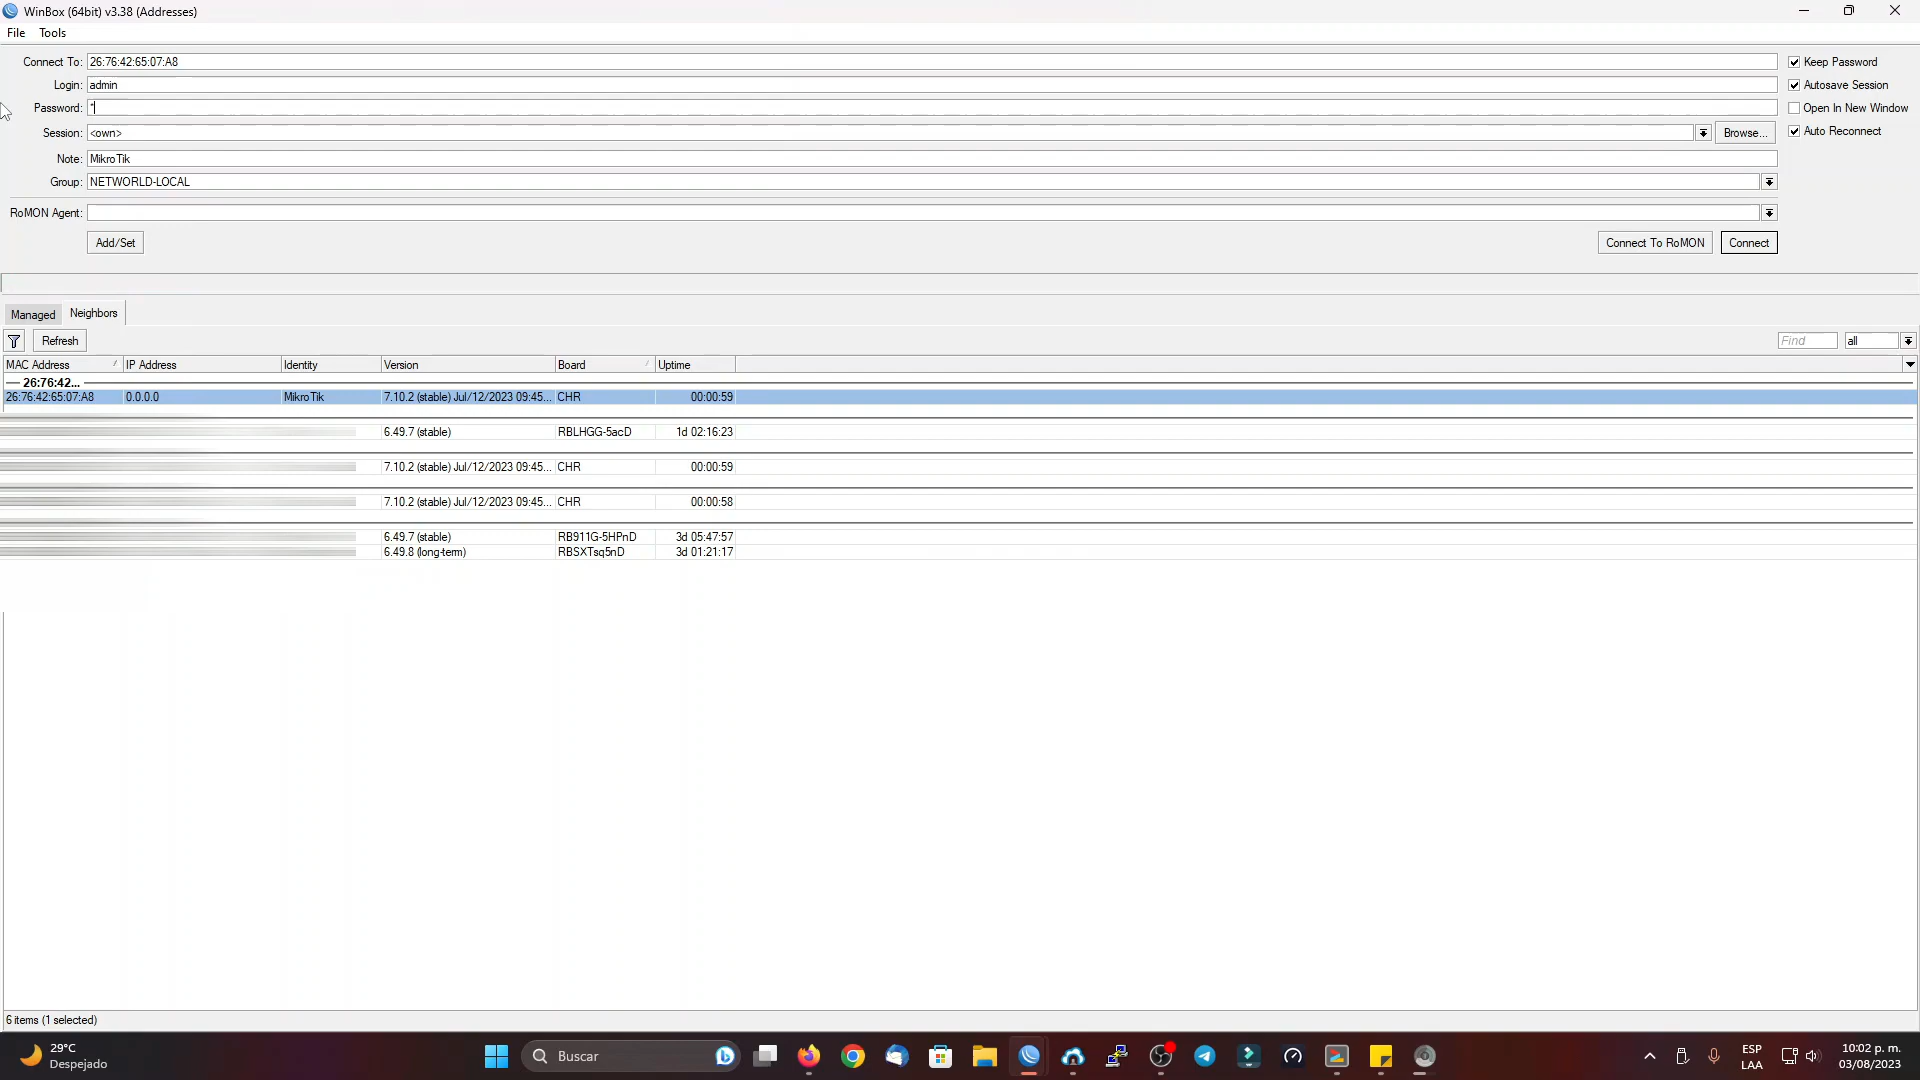 WinBox (64bit) v3.38 (Addresses)
File Tools
Connect To: 26:76:42:65:07:A8
Keep Password
Login: admin
Autosave Session
Password: *
Open In New Window
Session: <own>
Browse...
Auto Reconnect
Note: MikroTik
Group: NETWORLD-LOCAL
RoMON Agent:
Add/Set
Connect To RoMON
Connect
Managed Neighbors
Refresh
Find
all
MAC Address IP Address Identity Version Board Uptime
26:76:42...
26:76:42:65:07:A8 0.0.0.0 MikroTik 7.10.2 (stable) Jul/12/2023 09:45... CHR 00:00:59
6.49.7 (stable) RBLHGG-5acD 1d 02:16:23
7.10.2 (stable) Jul/12/2023 09:45... CHR 00:00:59
7.10.2 (stable) Jul/12/2023 09:45... CHR 00:00:58
6.49.7 (stable) RB911G-5HPnD 3d 05:47:57
6.49.8 (long-term) RBSXTsq5nD 3d 01:21:17
6 items (1 selected)
29°C
Despejado
Buscar
ESP
LAA
10:02 p. m.
03/08/2023